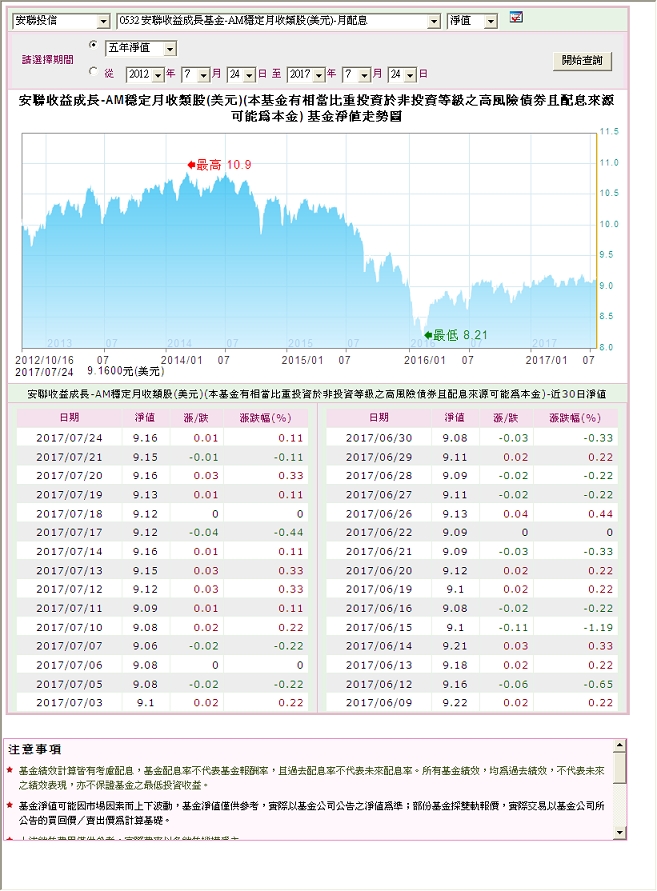 安聯投信 0532 安聯收益成長基金-AM穩定月收類股(美元)-月配息 淨值
請選擇期間 五年淨值
從 2012 年 7 月 24 日 至 2017 年 7 月 24 日 開始查詢
安聯收益成長-AM穩定月收類股(美元)(本基金有相當比重投資於非投資等級之高風險債券且配息來源
可能為本金) 基金淨值走勢圖
11.5
最高 10.9
11.0
10.5
10.0
9.5
9.0
8.5
最低 8.21
2013 07 2014 07 2015 07 2016 07 2017
8.0
2012/10/16 07 2014/01 07 2015/01 07 2016/01 07 2017/01 07
2017/07/24 9.1600元(美元)
安聯收益成長-AM穩定月收類股(美元)(本基金有相當比重投資於非投資等級之高風險債券且配息來源可能為本金)-近30日淨值
日期 淨值 漲/跌 漲跌幅(%) 日期 淨值 漲/跌 漲跌幅(%)
2017/07/24 9.16 0.01 0.11 2017/06/30 9.08 -0.03 -0.33
2017/07/21 9.15 -0.01 -0.11 2017/06/29 9.11 0.02 0.22
2017/07/20 9.16 0.03 0.33 2017/06/28 9.09 -0.02 -0.22
2017/07/19 9.13 0.01 0.11 2017/06/27 9.11 -0.02 -0.22
2017/07/18 9.12 0 0 2017/06/26 9.13 0.04 0.44
2017/07/17 9.12 -0.04 -0.44 2017/06/22 9.09 0 0
2017/07/14 9.16 0.01 0.11 2017/06/21 9.09 -0.03 -0.33
2017/07/13 9.15 0.03 0.33 2017/06/20 9.12 0.02 0.22
2017/07/12 9.12 0.03 0.33 2017/06/19 9.1 0.02 0.22
2017/07/11 9.09 0.01 0.11 2017/06/16 9.08 -0.02 -0.22
2017/07/10 9.08 0.02 0.22 2017/06/15 9.1 -0.11 -1.19
2017/07/07 9.06 -0.02 -0.22 2017/06/14 9.21 0.03 0.33
2017/07/06 9.08 0 0 2017/06/13 9.18 0.02 0.22
2017/07/05 9.08 -0.02 -0.22 2017/06/12 9.16 -0.06 -0.65
2017/07/03 9.1 0.02 0.22 2017/06/09 9.22 0.02 0.22
注意事項
基金績效計算皆有考慮配息，基金配息率不代表基金報酬率，且過去配息率不代表未來配息率。所有基金績效，均為過去績效，不代表未來
之績效表現，亦不保證基金之最低投資收益。
基金淨值可能因市場因素而上下波動，基金淨值僅供參考，實際以基金公司公告之淨值為準；部份基金採雙軌報價，實際交易以基金公司所
公告的買回價／賣出價為計算基礎。